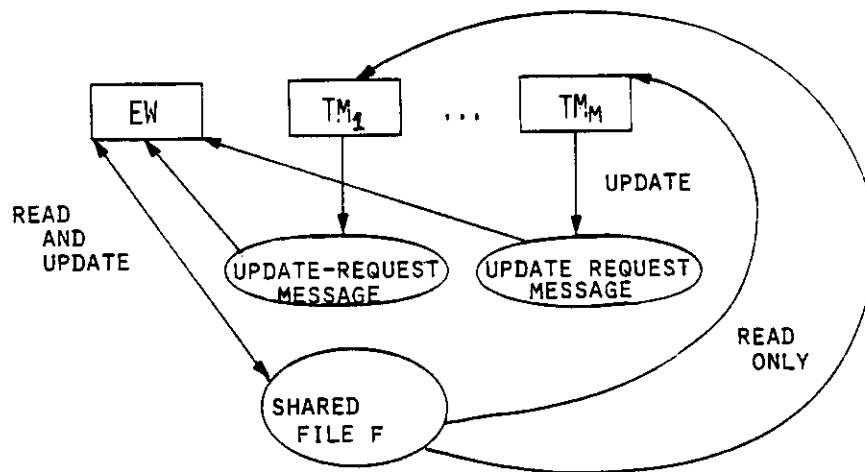 EW
TM1
...
TMM
UPDATE
READ
AND
UPDATE
UPDATE-REQUEST
MESSAGE
UPDATE REQUEST
MESSAGE
READ
ONLY
SHARED
FILE F